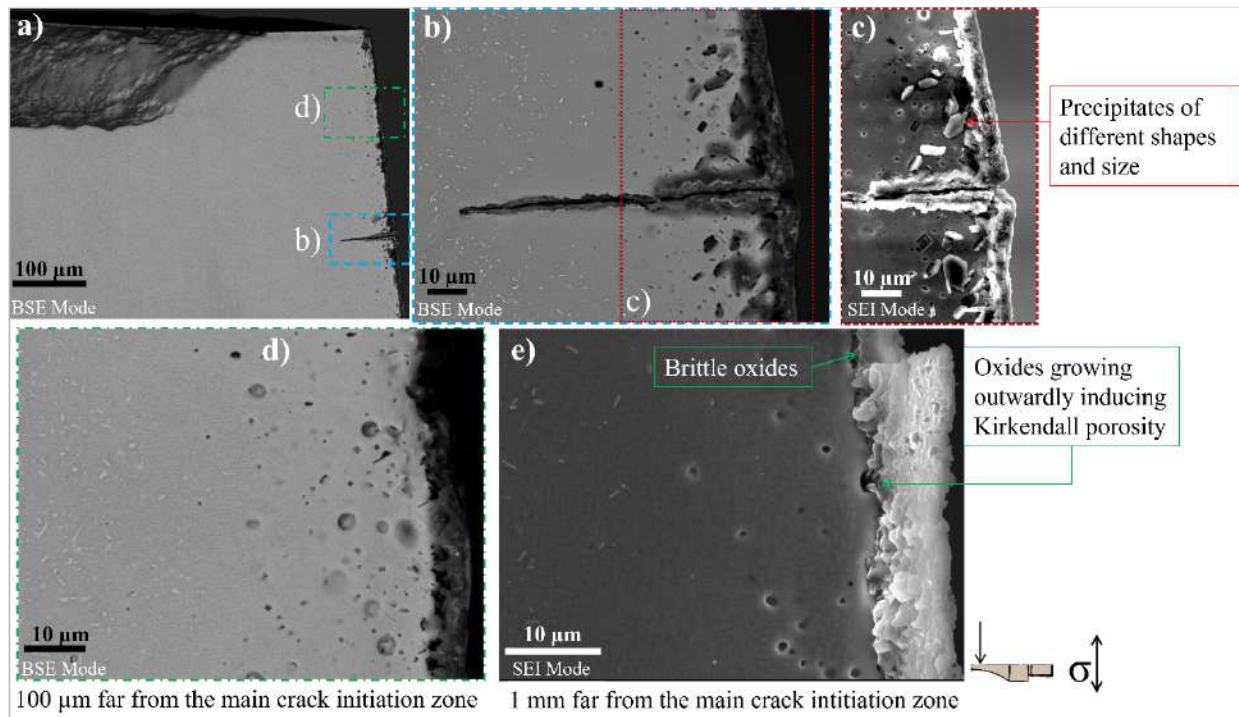 a)
d)
b)
100 μm
BSE Mode
b)
10 μm
c)
BSE Mode
c)
10 μm
SEI Mode
Precipitates of
different shapes
and size
d)
10 μm
BSE Mode
100 μm far from the main crack initiation zone
e)
Brittle oxides
Oxides growing
outwardly inducing
Kirkendall porosity
10 μm
SEI Mode
σ
1 mm far from the main crack intitiation zone